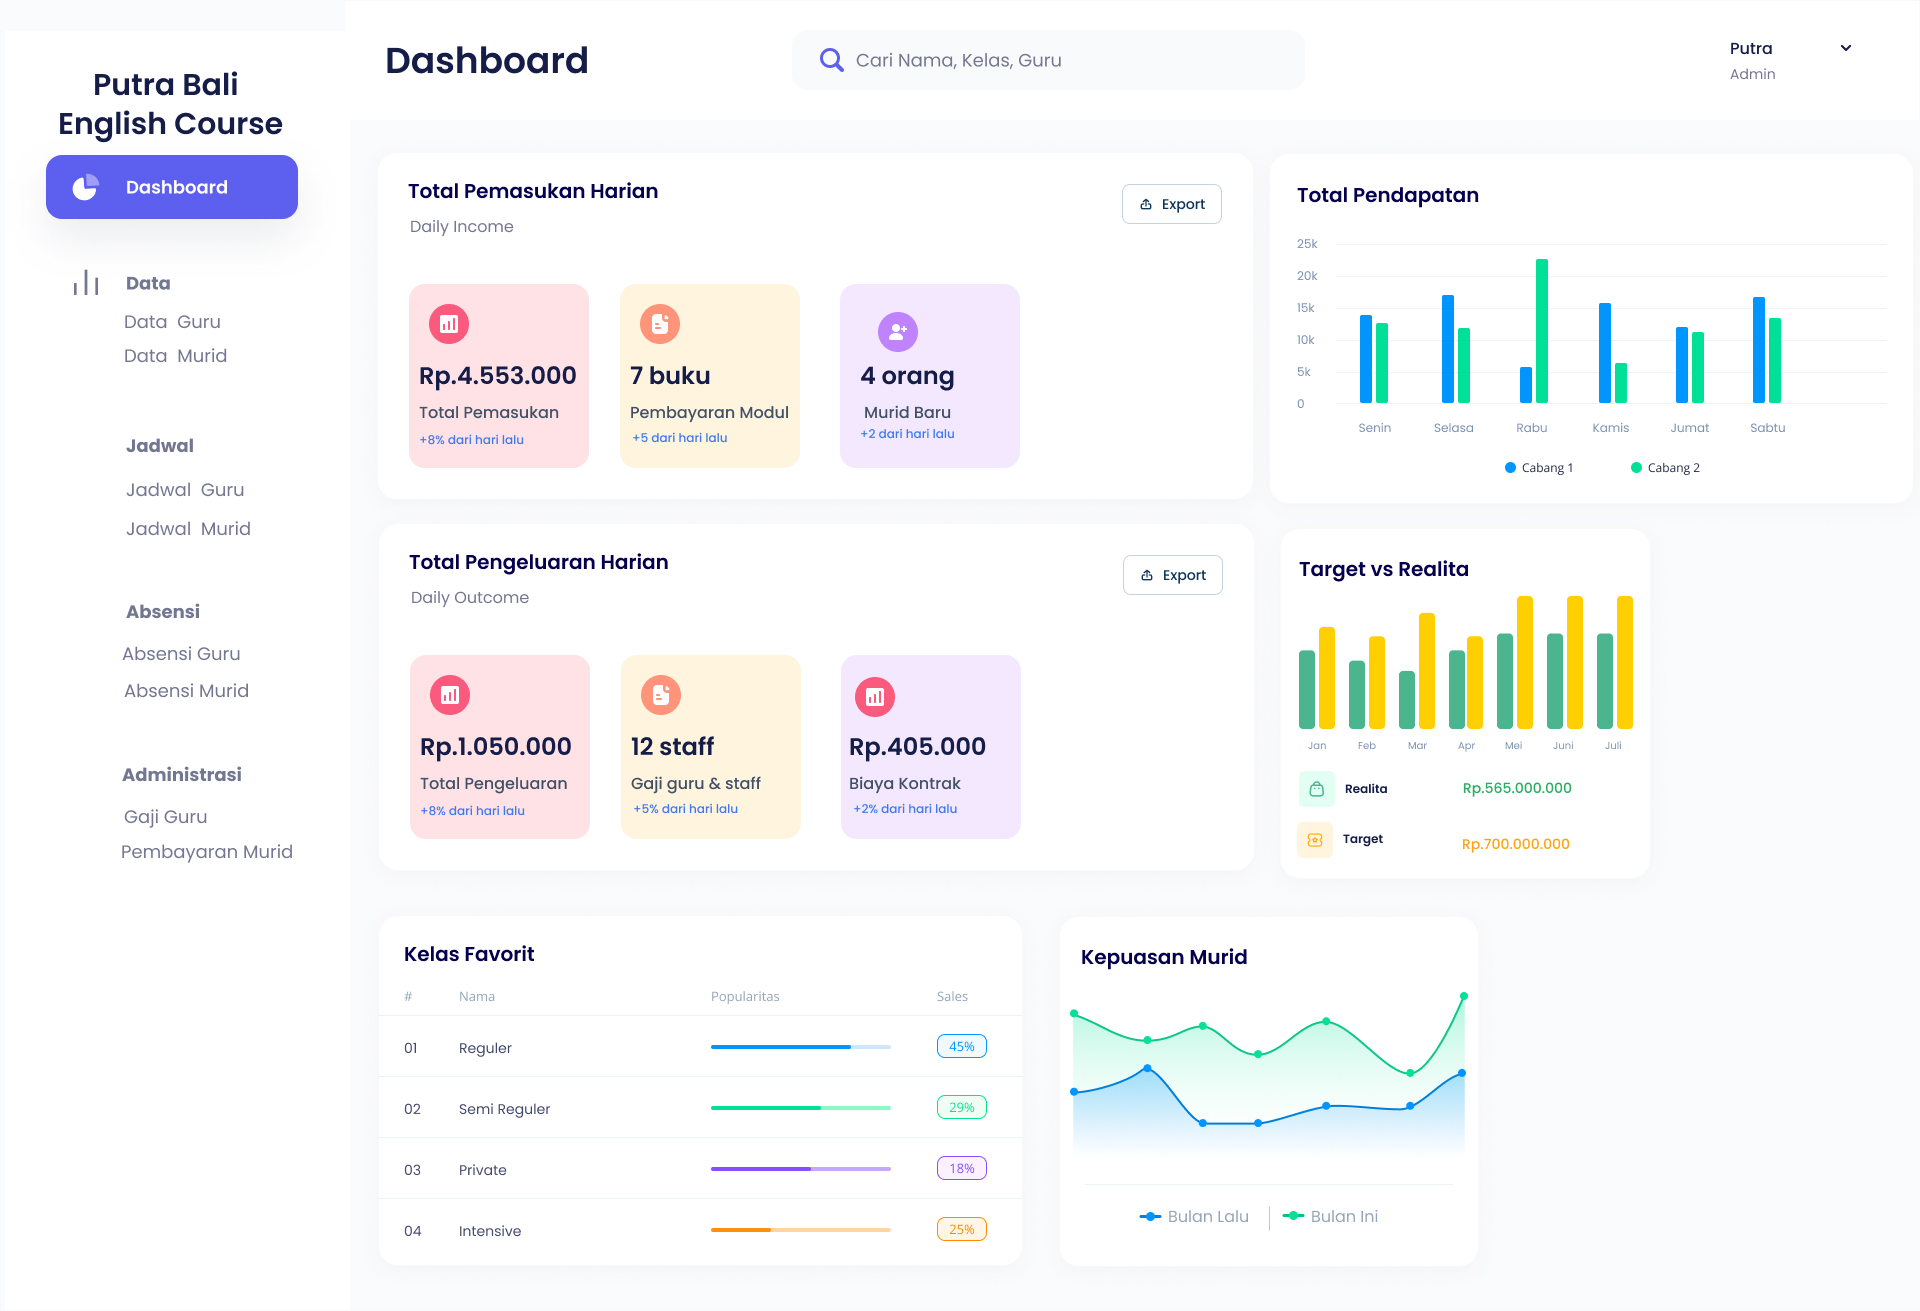 Putra Bali
English Course
Dashboard
Data
Data  Guru
Data  Murid
Jadwal
Jadwal  Guru
Jadwal  Murid
Absensi
Absensi Guru
Absensi Murid
Administrasi
Gaji Guru
Pembayaran Murid
Dashboard
Cari Nama, Kelas, Guru
Putra
Admin
Total Pemasukan Harian
Daily Income
Export
Rp.4.553.000
Total Pemasukan
+8% dari hari lalu
7 buku
Pembayaran Modul
+5 dari hari lalu
4 orang
Murid Baru
+2 dari hari lalu
Total Pendapatan
25k
20k
15k
10k
5k
0
Senin Selasa Rabu Kamis Jumat Sabtu
Cabang 1 Cabang 2
Total Pengeluaran Harian
Daily Outcome
Export
Rp.1.050.000
Total Pengeluaran
+8% dari hari lalu
12 staff
Gaji guru & staff
+5% dari hari lalu
Rp.405.000
Biaya Kontrak
+2% dari hari lalu
Target vs Realita
Jan Feb Mar Apr Mei Juni Juli
Realita Rp.565.000.000
Target Rp.700.000.000
Kelas Favorit
# Nama Popularitas Sales
01 Reguler 45%
02 Semi Reguler 29%
03 Private 18%
04 Intensive 25%
Kepuasan Murid
Bulan Lalu Bulan Ini